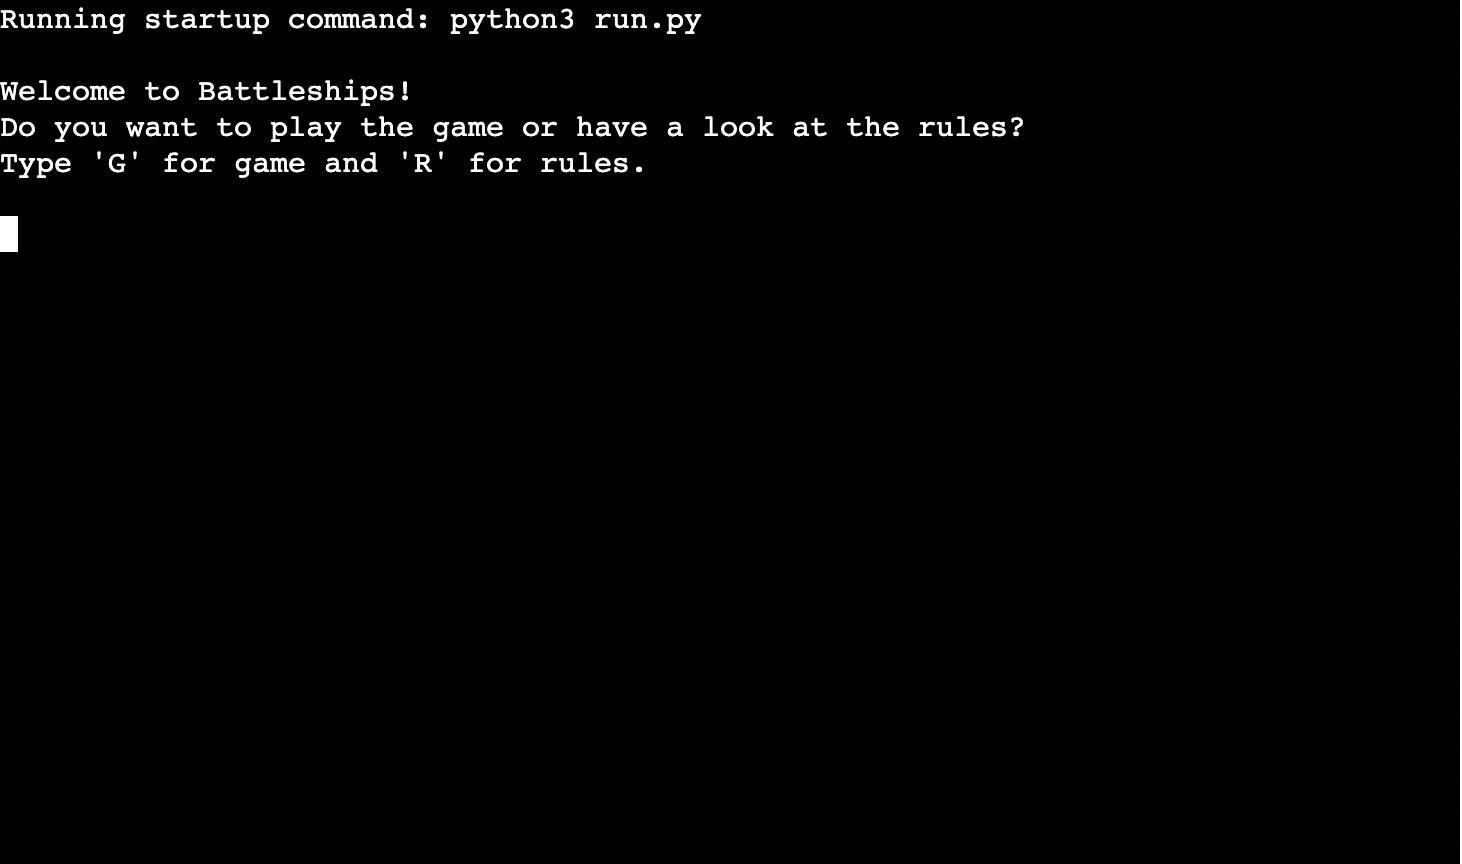 Running startup command: python3 run.py
Welcome to Battleships!
Do you want to play the game or have a look at the rules?
Type 'G' for game and 'R' for rules.